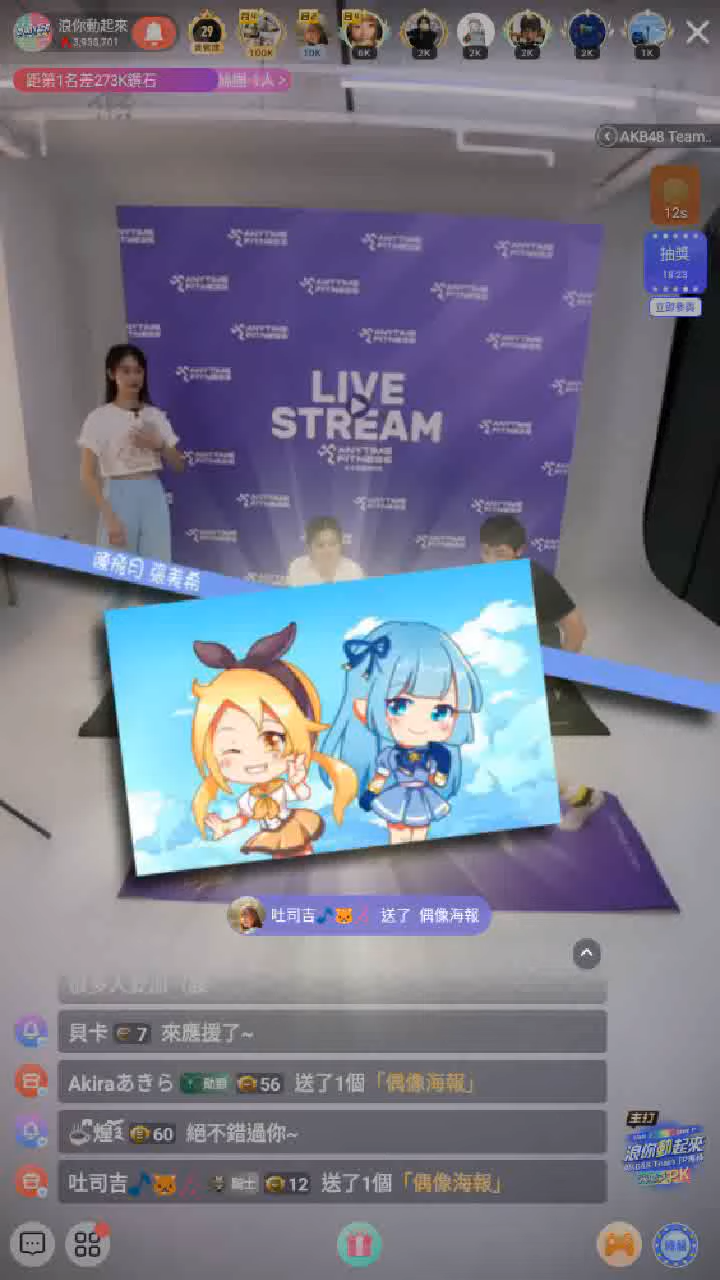 浪你動起來
3,938,701
29
100K
10K
6K
2K
2K
2K
2K
1K
距第1名差273K鑽石
AKB48 Team..
12s
抽獎
18:23
立即參與
ANYTIME FITNESS
LIVE
STREAM
ANYTIME
FITNESS
吐司吉 送了 偶像海報
貝卡 7 來應援了~
Akiraあきら 56 送了1個「偶像海報」
60 絕不錯過你~
吐司吉 騎士 12 送了1個「偶像海報」
主打
浪你動起來